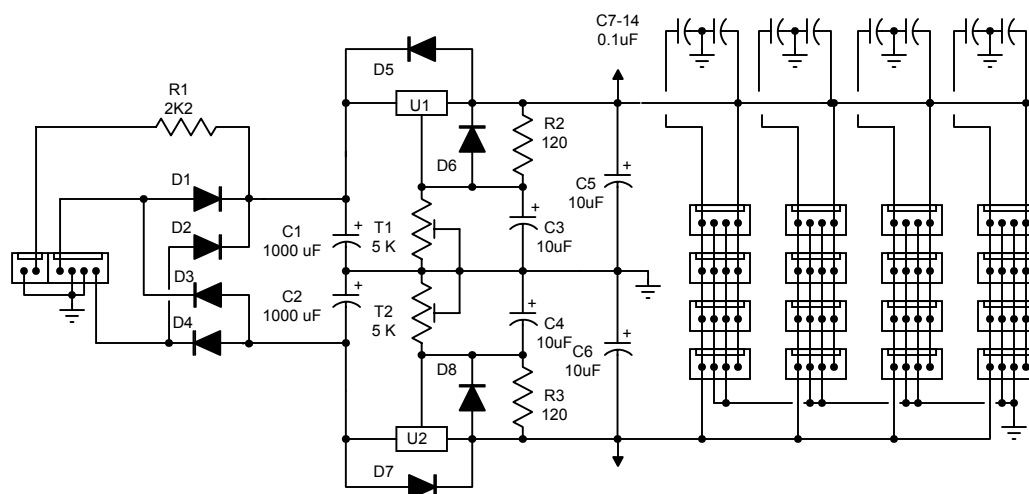 C7-14
0.1uF
D5
R1
2K2
U1
R2
120
D6
D1
C5
10uF
D2
C1
1000 uF
T1
5 K
C3
10uF
D3
C2
1000 uF
T2
5 K
D4
C4
10uF
C6
10uF
D8
R3
120
U2
D7
+
+
+
+
+
+